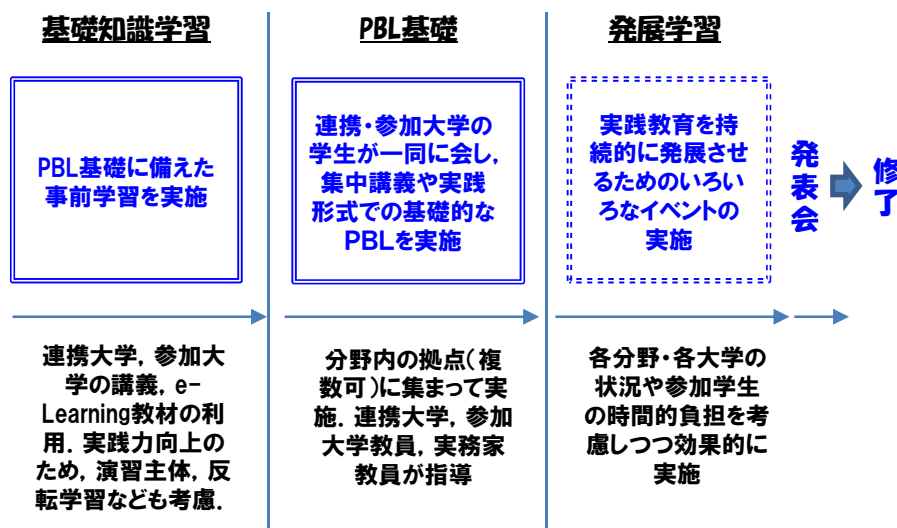 基礎知識学習
PBL基礎に備えた
事前学習を実施
連携大学，参加大
学の講義，e-
Learning教材の利
用．実践力向上の
ため，演習主体，反
転学習なども考慮．
PBL基礎
連携・参加大学の
学生が一同に会し，
集中講義や実践
形式での基礎的な
PBLを実施
分野内の拠点（複
数可）に集まって実
施．連携大学，参加
大学教員，実務家
教員が指導
発展学習
実践教育を持
続的に発展させ
るためのいろい
ろなイベントの
実施
各分野・各大学の
状況や参加学生
の時間的負担を考
慮しつつ効果的に
実施
発表会
修了